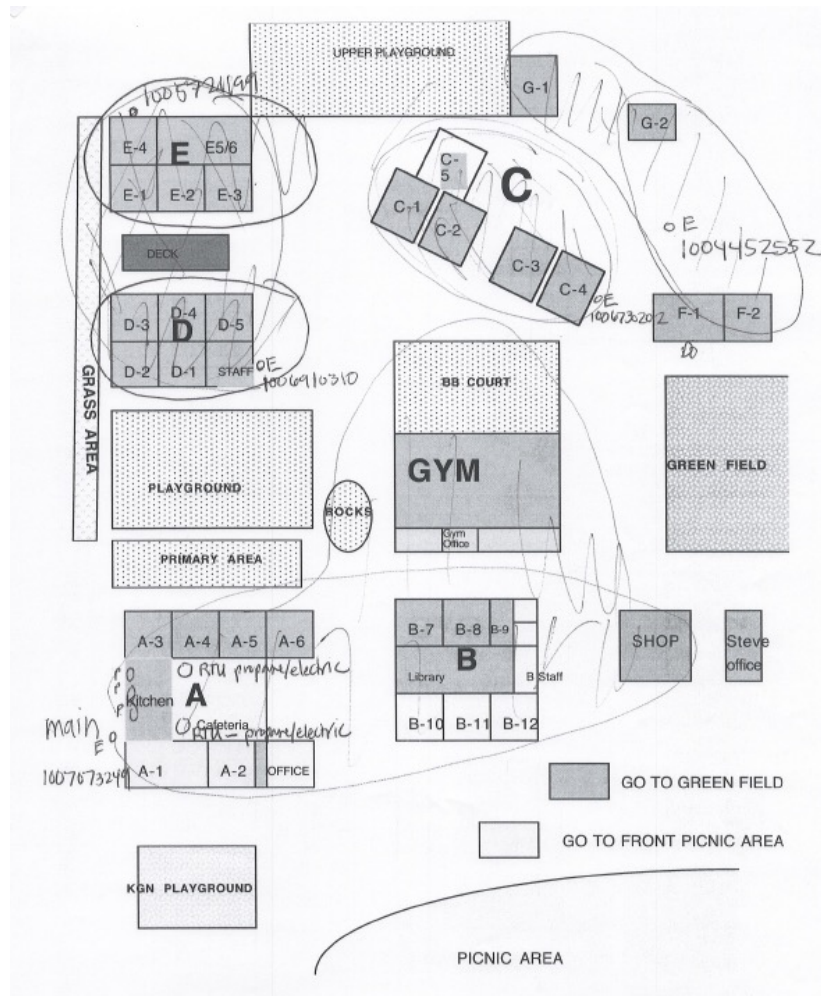 UPPER PLAYGROUND
G-1
1005721199
G-2
E-4
E
E5/6
E-1
E-2
E-3
C-
5
C
C-1
C-2
C-3
C-4
OE
1006730202
OE
1004452552
DECK
D-3
D-4
D-5
D
D-2
D-1
STAFF
OE
1006910310
F-1
F-2
GRASS AREA
BB COURT
GYM
Gym
Office
GREEN FIELD
PLAYGROUND
ROCKS
PRIMARY AREA
A-3
A-4
A-5
A-6
B-7
B-8
B-9
B
Library
B Staff
SHOP
Steve
office
P
P
P
Kitchen
A
RTU propane/electric
Cafeteria
RTU - propane/electric
main
E
1007073249
A-1
A-2
OFFICE
B-10
B-11
B-12
GO TO GREEN FIELD
GO TO FRONT PICNIC AREA
KGN PLAYGROUND
PICNIC AREA